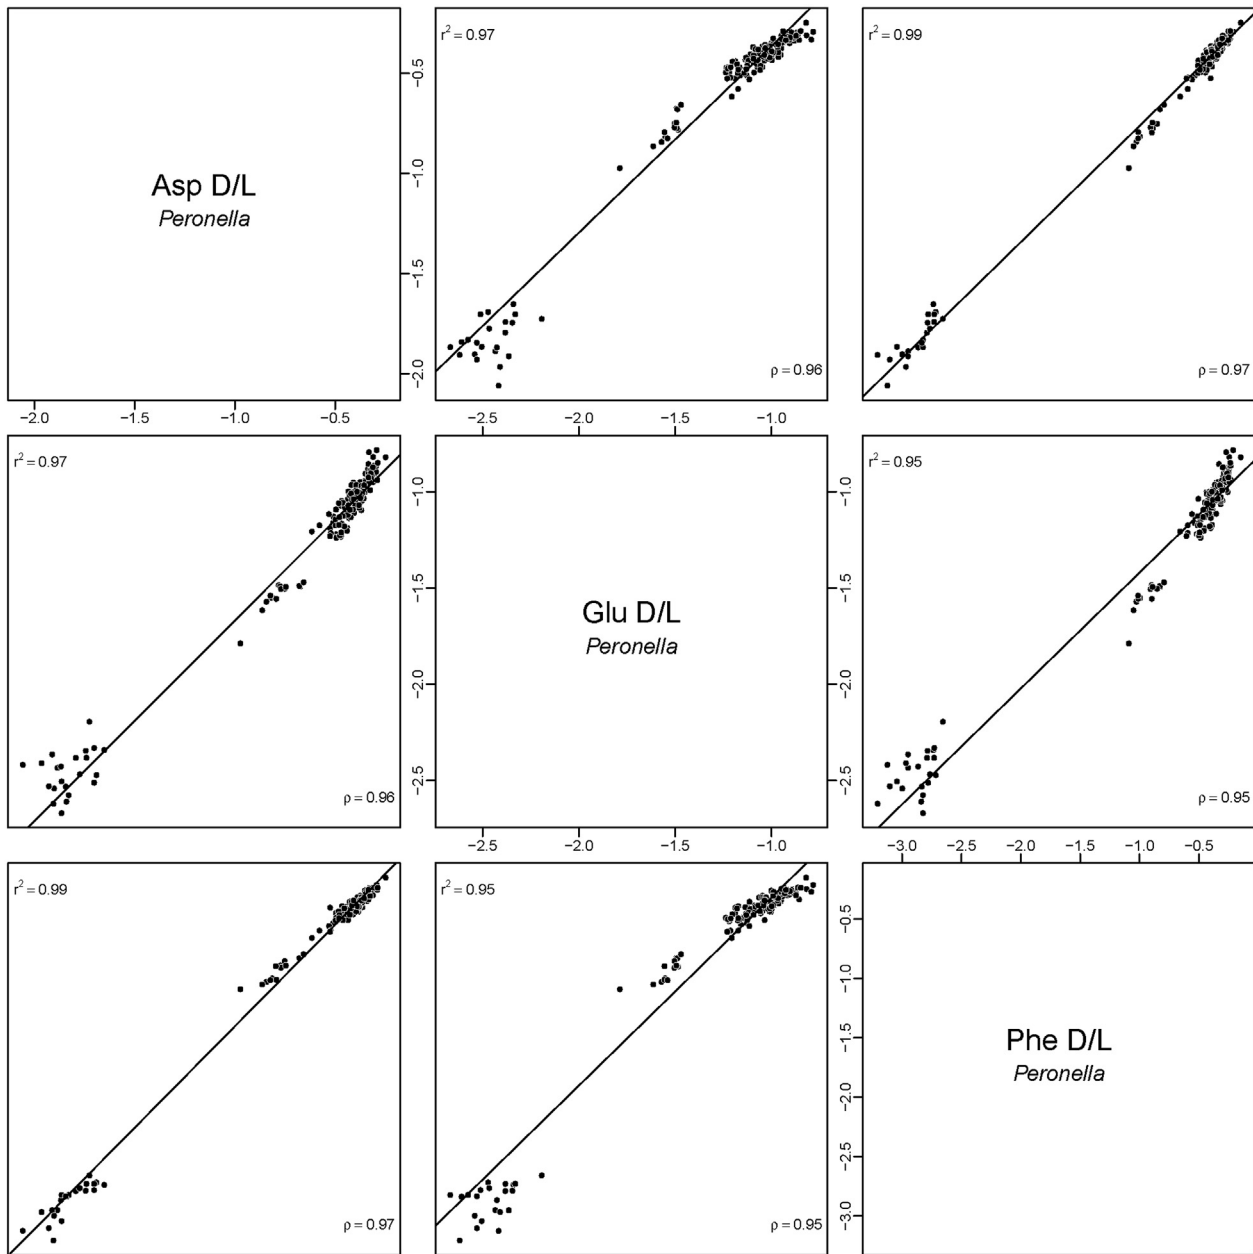 r² = 0.97
r² = 0.99
−0.5
−1.0
−1.5
−2.0
Asp D/L
Peronella
ρ = 0.96
ρ = 0.97
−2.0 −1.0 −0.5
−2.5 −2.0 −1.5 −1.0
r² = 0.97
r² = 0.95
−1.0
−1.5
−2.0
−2.5
−1.0
−1.5
−2.0
−2.5
Glu D/L
Peronella
ρ = 0.96
ρ = 0.95
−2.5 −2.0 −1.5 −1.0
−3.0 −2.5 −2.0 −1.5 −1.0 −0.5
r² = 0.99
r² = 0.95
−0.5
−1.0
−1.5
−2.0
−2.5
−3.0
Phe D/L
Peronella
ρ = 0.97
ρ = 0.95